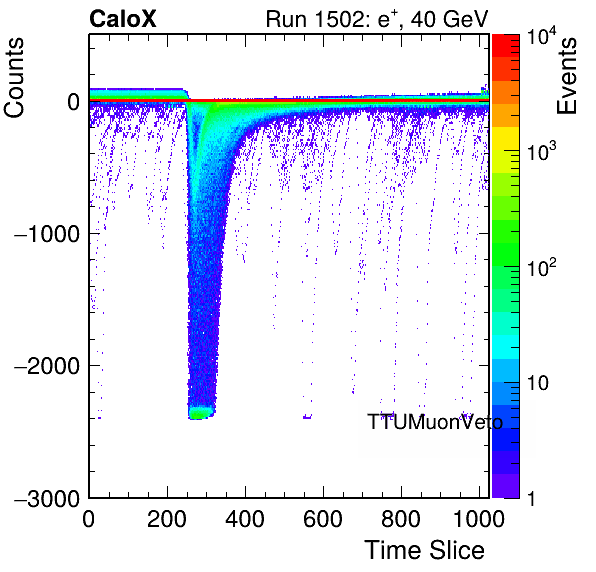 CaloX Run 1502: e+, 40 GeV
Counts
Events
0
−1000
−2000
−3000
0 200 400 600 800 1000
Time Slice
10^4
10^3
10^2
10
1
TTUMuonVeto